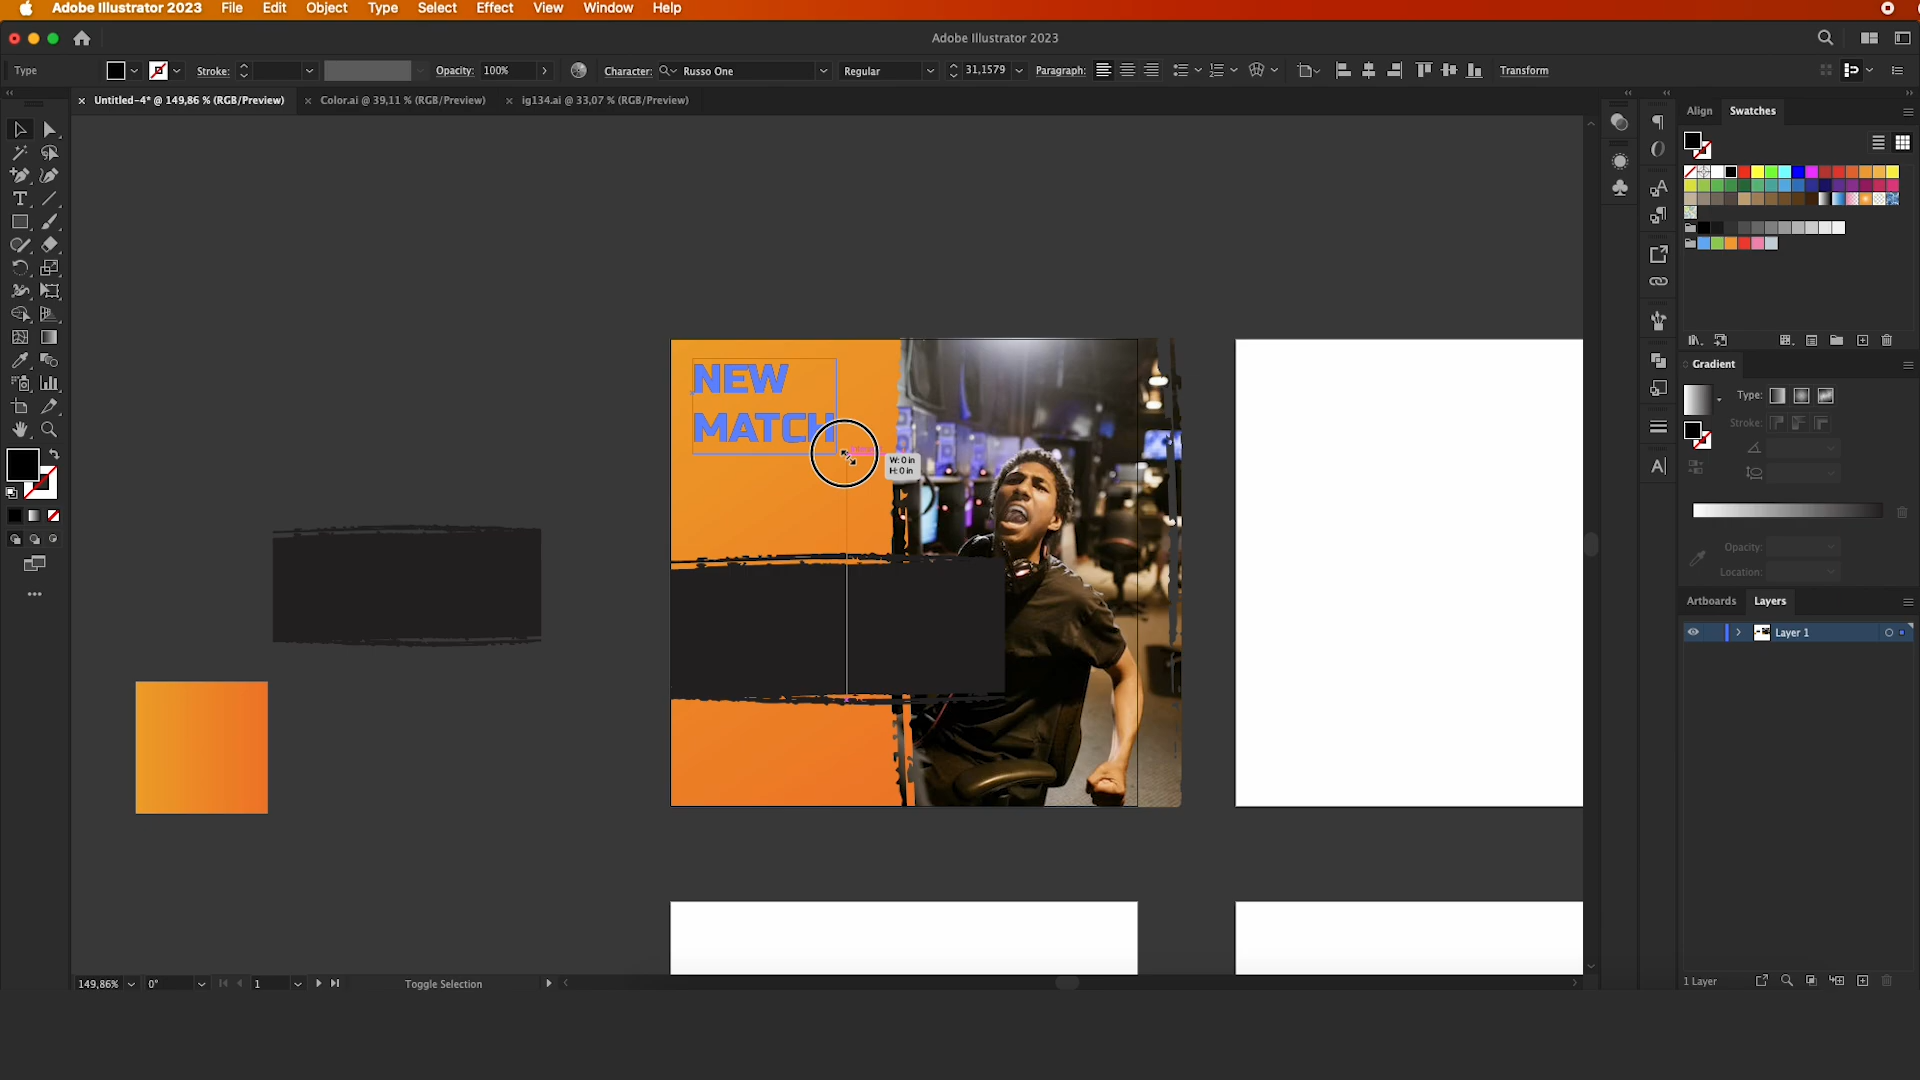 Adobe Illustrator 2023 File Edit Object Type Select Effect View Window Help
Adobe Illustrator 2023
Type Stroke: Opacity: 100% Character: Russo One Regular 31,1579 Paragraph: Transform
Untitled-4* @ 149,86 % (RGB/Preview) Color.ai @ 39,11 % (RGB/Preview) ig134.ai @ 33,07 % (RGB/Preview)
Align Swatches
Gradient
Type:
Stroke:
NEW
MATCH
W: 0 in
H: 0 in
Opacity:
Location:
Artboards Layers
Layer 1
149,86% 0° 1 Toggle Selection
1 Layer